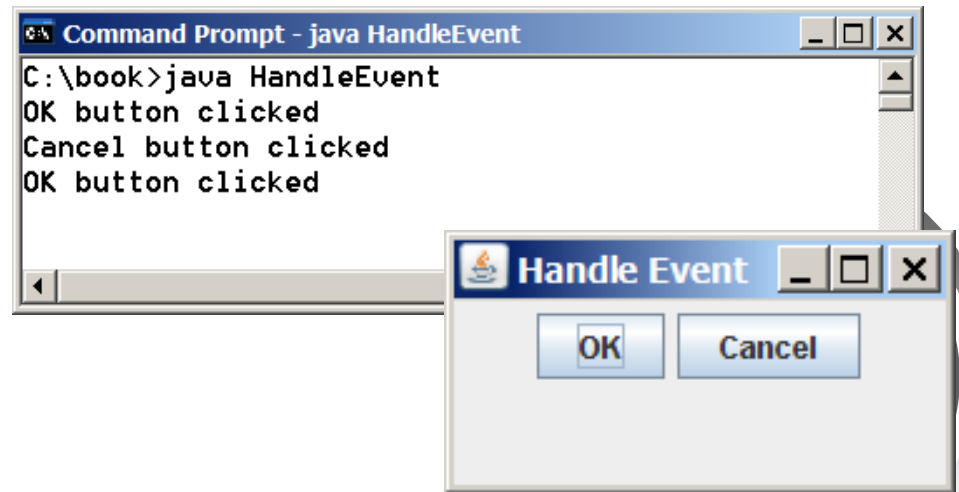 Command Prompt - java HandleEvent
C:\book>java HandleEvent
OK button clicked
Cancel button clicked
OK button clicked
Handle Event
OK Cancel